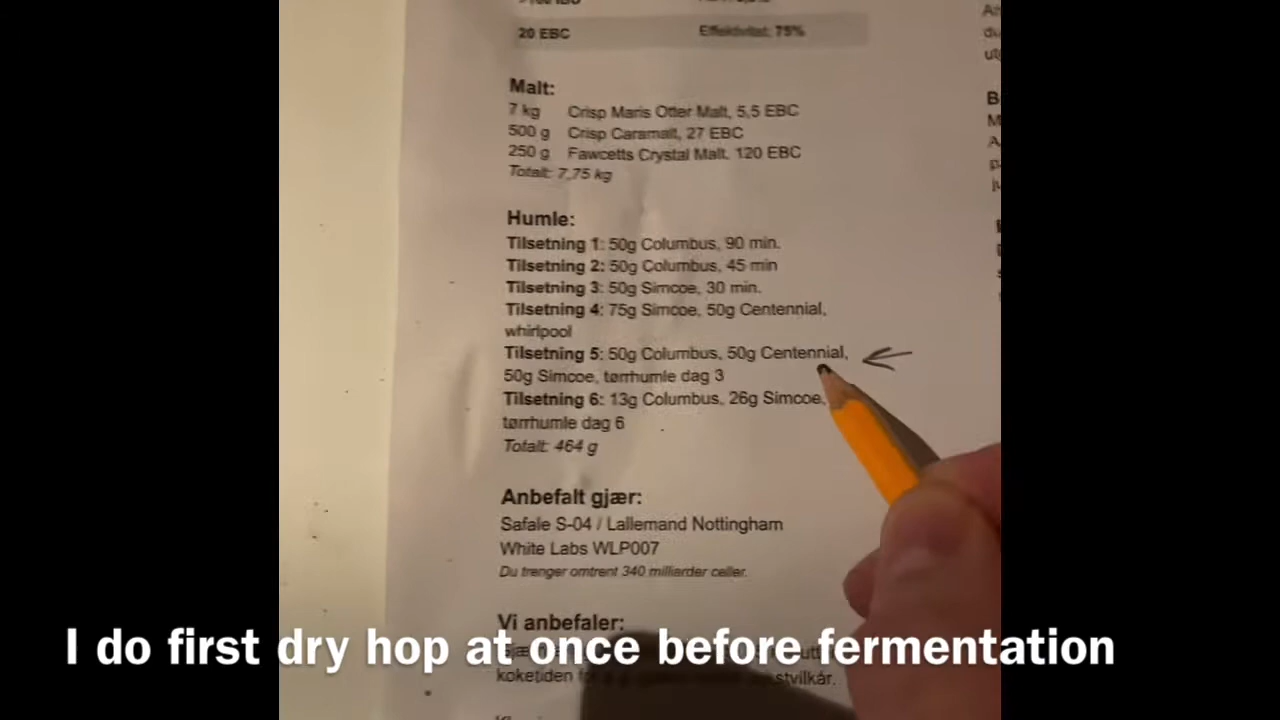 20 EBC Effektivitet: 75%
Malt:
7 kg Crisp Maris Otter Malt, 5,5 EBC
500 g Crisp Caramalt, 27 EBC
250 g Fawcetts Crystal Malt, 120 EBC
Totalt: 7,75 kg
Humle:
Tilsetning 1: 50g Columbus, 90 min.
Tilsetning 2: 50g Columbus, 45 min
Tilsetning 3: 50g Simcoe, 30 min.
Tilsetning 4: 75g Simcoe, 50g Centennial,
whirlpool
Tilsetning 5: 50g Columbus, 50g Centennial,
50g Simcoe, tørrhumle dag 3
Tilsetning 6: 13g Columbus, 26g Simcoe,
tørrhumle dag 6
Totalt: 464 g
Anbefalt gjær:
Safale S-04 / Lallemand Nottingham
White Labs WLP007
Du trenger omtrent 340 milliarder celler.
Vi anbefaler:
I do first dry hop at once before fermentation
koketiden